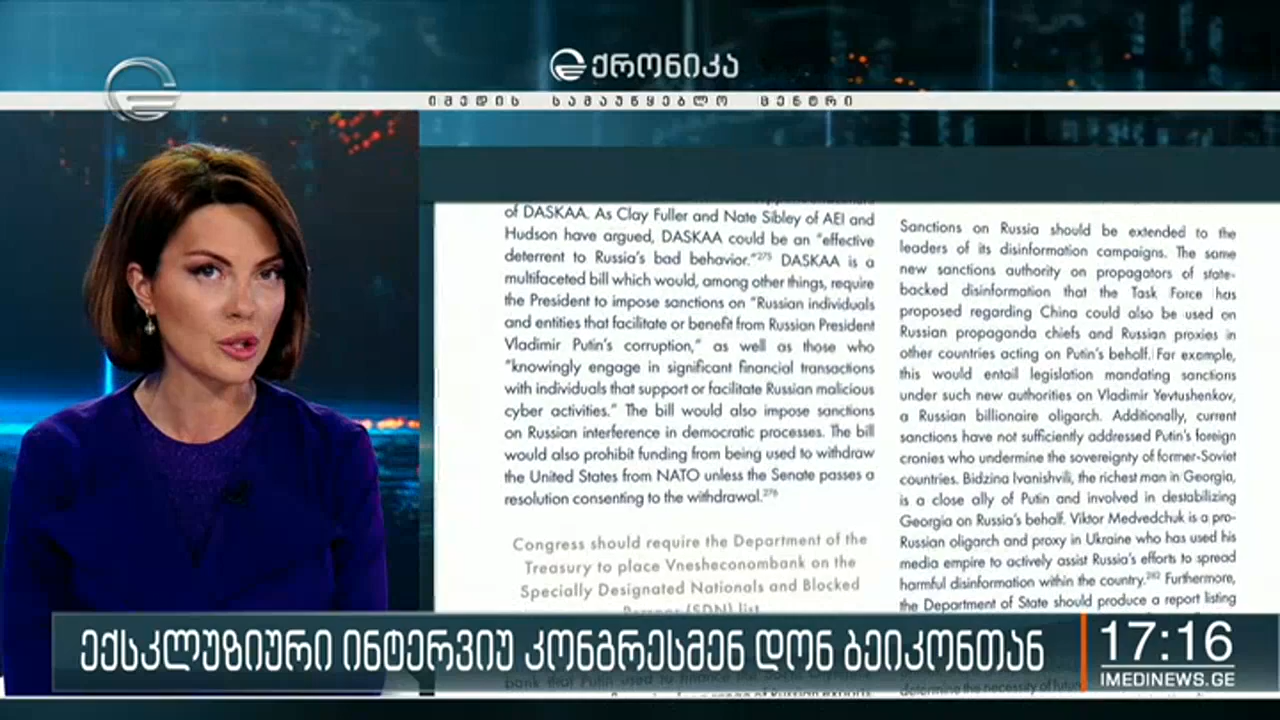 ქრონიკა
იმედის სამაუწყებლო ცენტრი
of DASKAA. As Clay Fuller and Nate Sibley of AEI and
Hudson have argued, DASKAA could be an “effective
deterrent to Russia’s bad behavior.”²⁷⁵ DASKAA is a
multifaceted bill which would, among other things, require
the President to impose sanctions on “Russian individuals
and entities that facilitate or benefit from Russian President
Vladimir Putin’s corruption,” as well as those who
“knowingly engage in significant financial transactions
with individuals that support or facilitate Russian malicious
cyber activities.” The bill would also impose sanctions
on Russian interference in democratic processes. The bill
would also prohibit funding from being used to withdraw
the United States from NATO unless the Senate passes a
resolution consenting to the withdrawal.²⁷⁶
Congress should require the Department of the
Treasury to place Vnesheconombank on the
Specially Designated Nationals and Blocked
Persons (SDN) list
Sanctions on Russia should be extended to the
leaders of its disinformation campaigns. The same
new sanctions authority on propagators of state-
backed disinformation that the Task Force has
proposed regarding China could also be used on
Russian propaganda chiefs and Russian proxies in
other countries acting on Putin’s behalf. For example,
this would entail legislation mandating sanctions
under such new authorities on Vladimir Yevtushenkov,
a Russian billionaire oligarch. Additionally, current
sanctions have not sufficiently addressed Putin’s foreign
cronies who undermine the sovereignty of former-Soviet
countries. Bidzina Ivanishvili, the richest man in Georgia,
is a close ally of Putin and involved in destabilizing
Georgia on Russia’s behalf. Viktor Medvedchuk is a pro-
Russian oligarch and proxy in Ukraine who has used his
media empire to actively assist Russia’s efforts to spread
harmful disinformation within the country.²⁸² Furthermore,
the Department of State should produce a report listing
ექსკლუზიური ინტერვიუ კონგრესმენ დონ ბეიკონთან
17:16
IMEDINEWS.GE